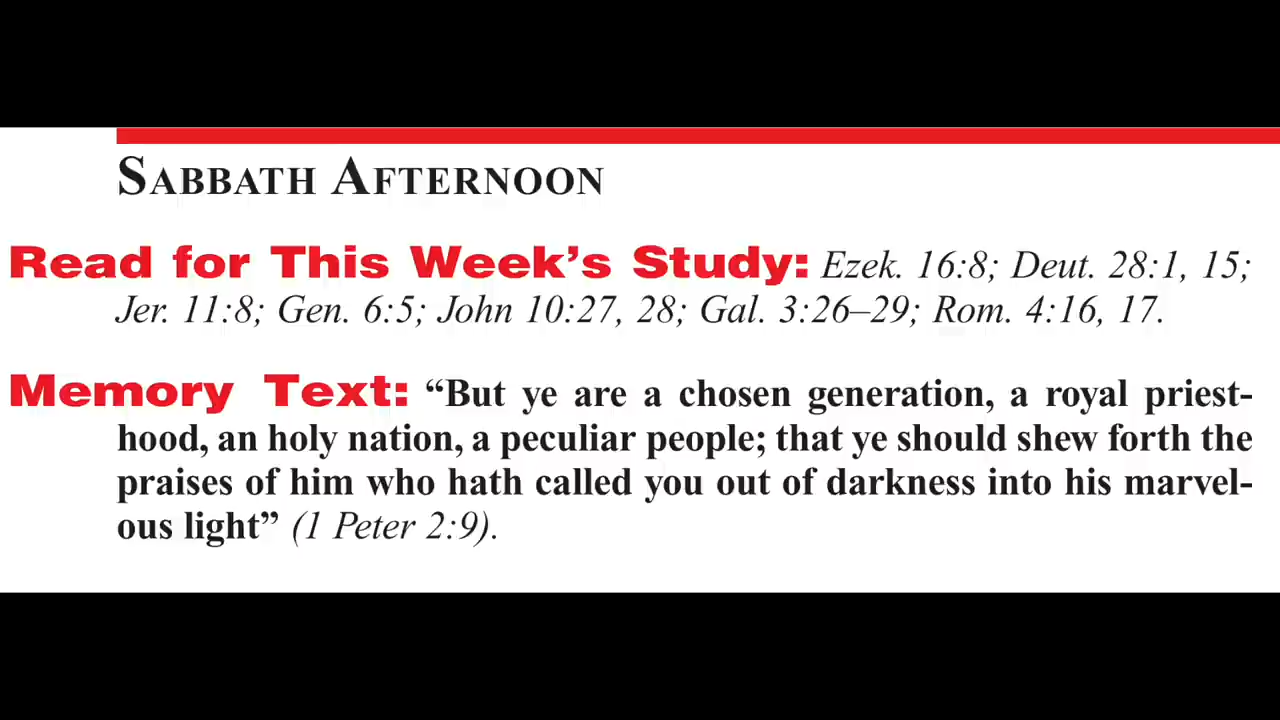 SABBATH AFTERNOON
Read for This Week’s Study: Ezek. 16:8; Deut. 28:1, 15;
Jer. 11:8; Gen. 6:5; John 10:27, 28; Gal. 3:26–29; Rom. 4:16, 17.
Memory Text: “But ye are a chosen generation, a royal priest-
hood, an holy nation, a peculiar people; that ye should shew forth the
praises of him who hath called you out of darkness into his marvel-
ous light” (1 Peter 2:9).